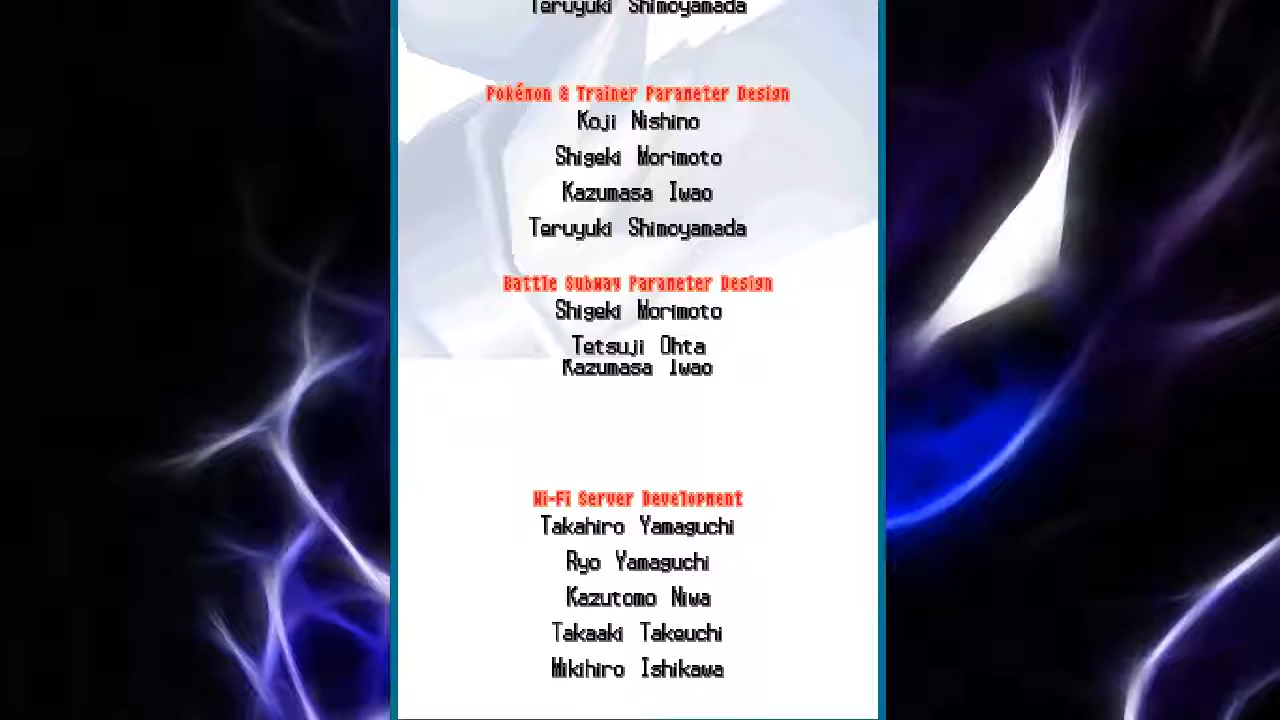 Teruyuki Shimoyamada
Pokémon & Trainer Parameter Design
Koji Nishino
Shigeki Morimoto
Kazumasa Iwao
Teruyuki Shimoyamada
Battle Subway Parameter Design
Shigeki Morimoto
Tetsuji Ohta
Kazumasa Iwao
Wi-Fi Server Development
Takahiro Yamaguchi
Ryo Yamaguchi
Kazutomo Niwa
Takaaki Takeuchi
Mikihiro Ishikawa